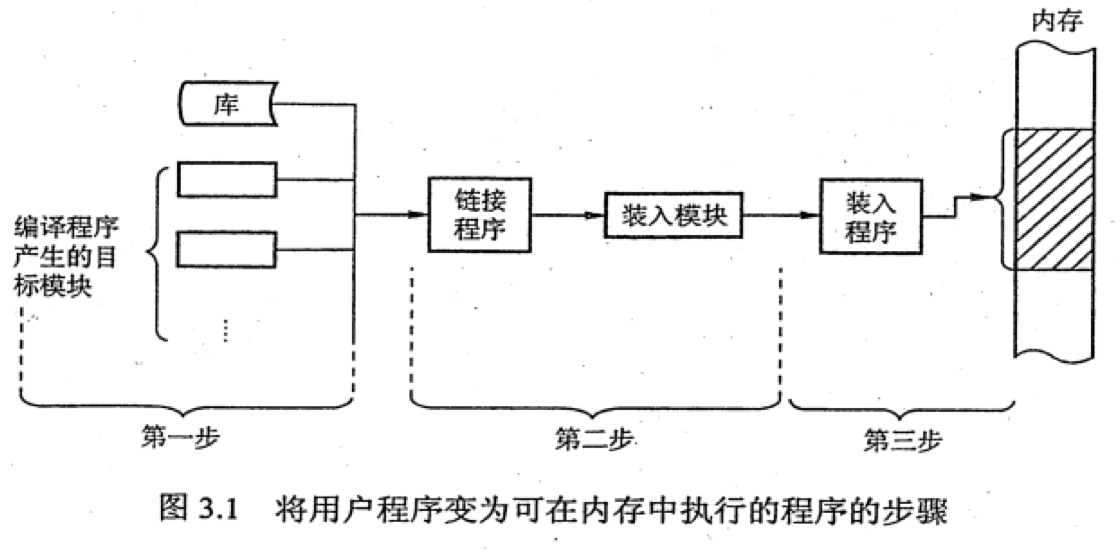 内存
库
编译程序
产生的目
标模块
链接
程序
装入模块
装入
程序
第一步
第二步
第三步
图 3.1 将用户程序变为可在内存中执行的程序的步骤